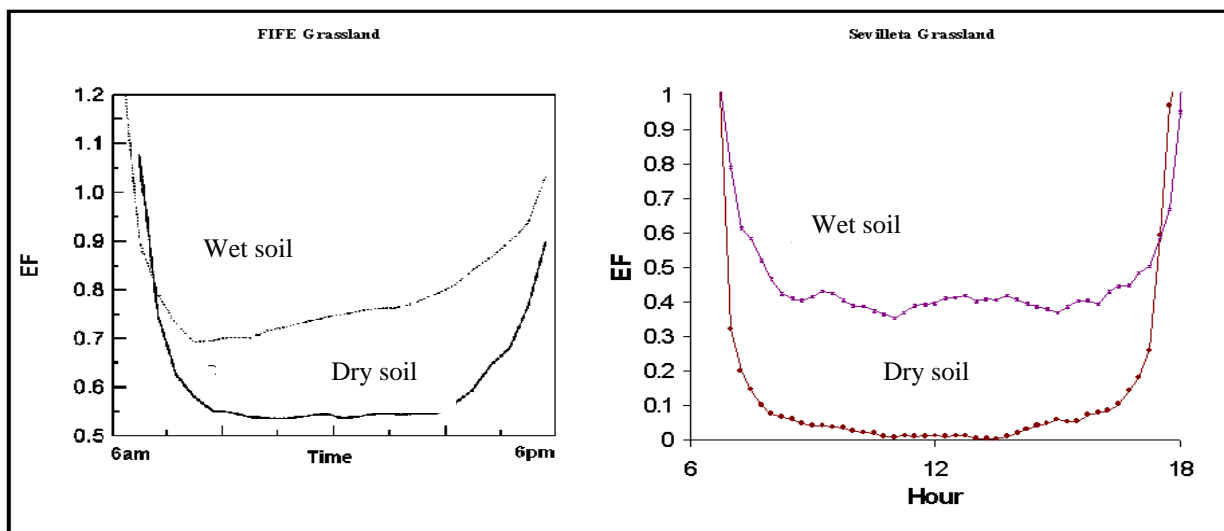 FIFE Grassland
1.2
1.1
1.0
0.9
0.8
0.7
0.6
0.5
EF
Wet soil
Dry soil
6am
Time
6pm
Sevilleta Grassland
1
0.9
0.8
0.7
0.6
0.5
0.4
0.3
0.2
0.1
0
EF
Wet soil
Dry soil
6
12
18
Hour